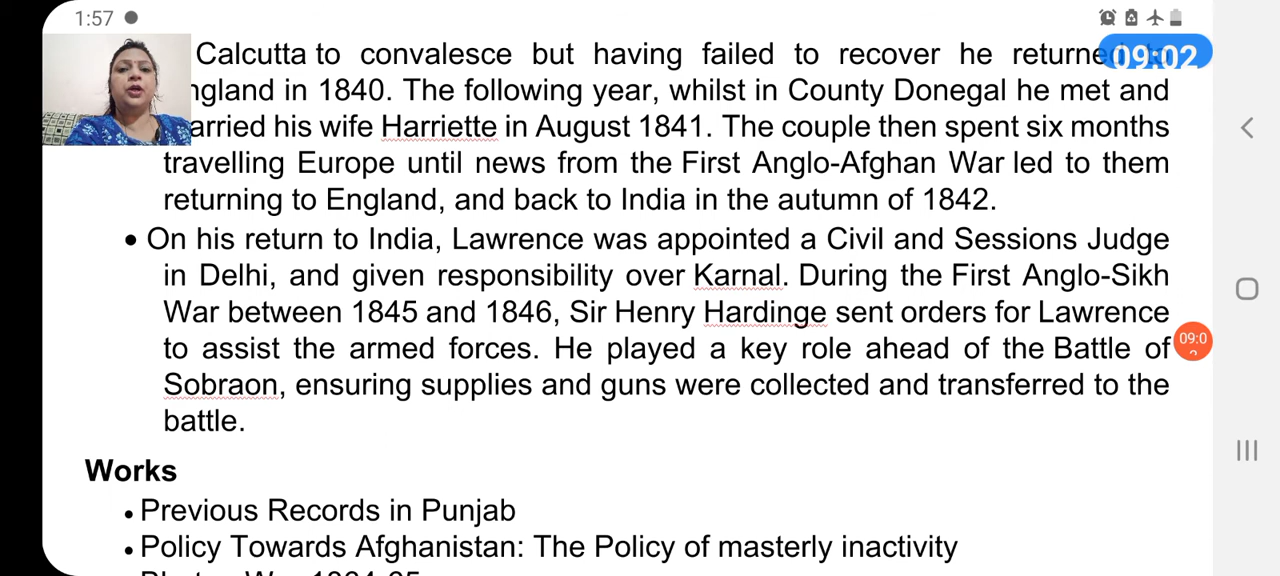 1:57
09:02
Calcutta to convalesce but having failed to recover he returned to
ngland in 1840. The following year, whilst in County Donegal he met and
arried his wife Harriette in August 1841. The couple then spent six months
travelling Europe until news from the First Anglo-Afghan War led to them
returning to England, and back to India in the autumn of 1842.
• On his return to India, Lawrence was appointed a Civil and Sessions Judge
in Delhi, and given responsibility over Karnal. During the First Anglo-Sikh
War between 1845 and 1846, Sir Henry Hardinge sent orders for Lawrence
to assist the armed forces. He played a key role ahead of the Battle of
09:0
Sobraon, ensuring supplies and guns were collected and transferred to the
battle.
Works
• Previous Records in Punjab
• Policy Towards Afghanistan: The Policy of masterly inactivity